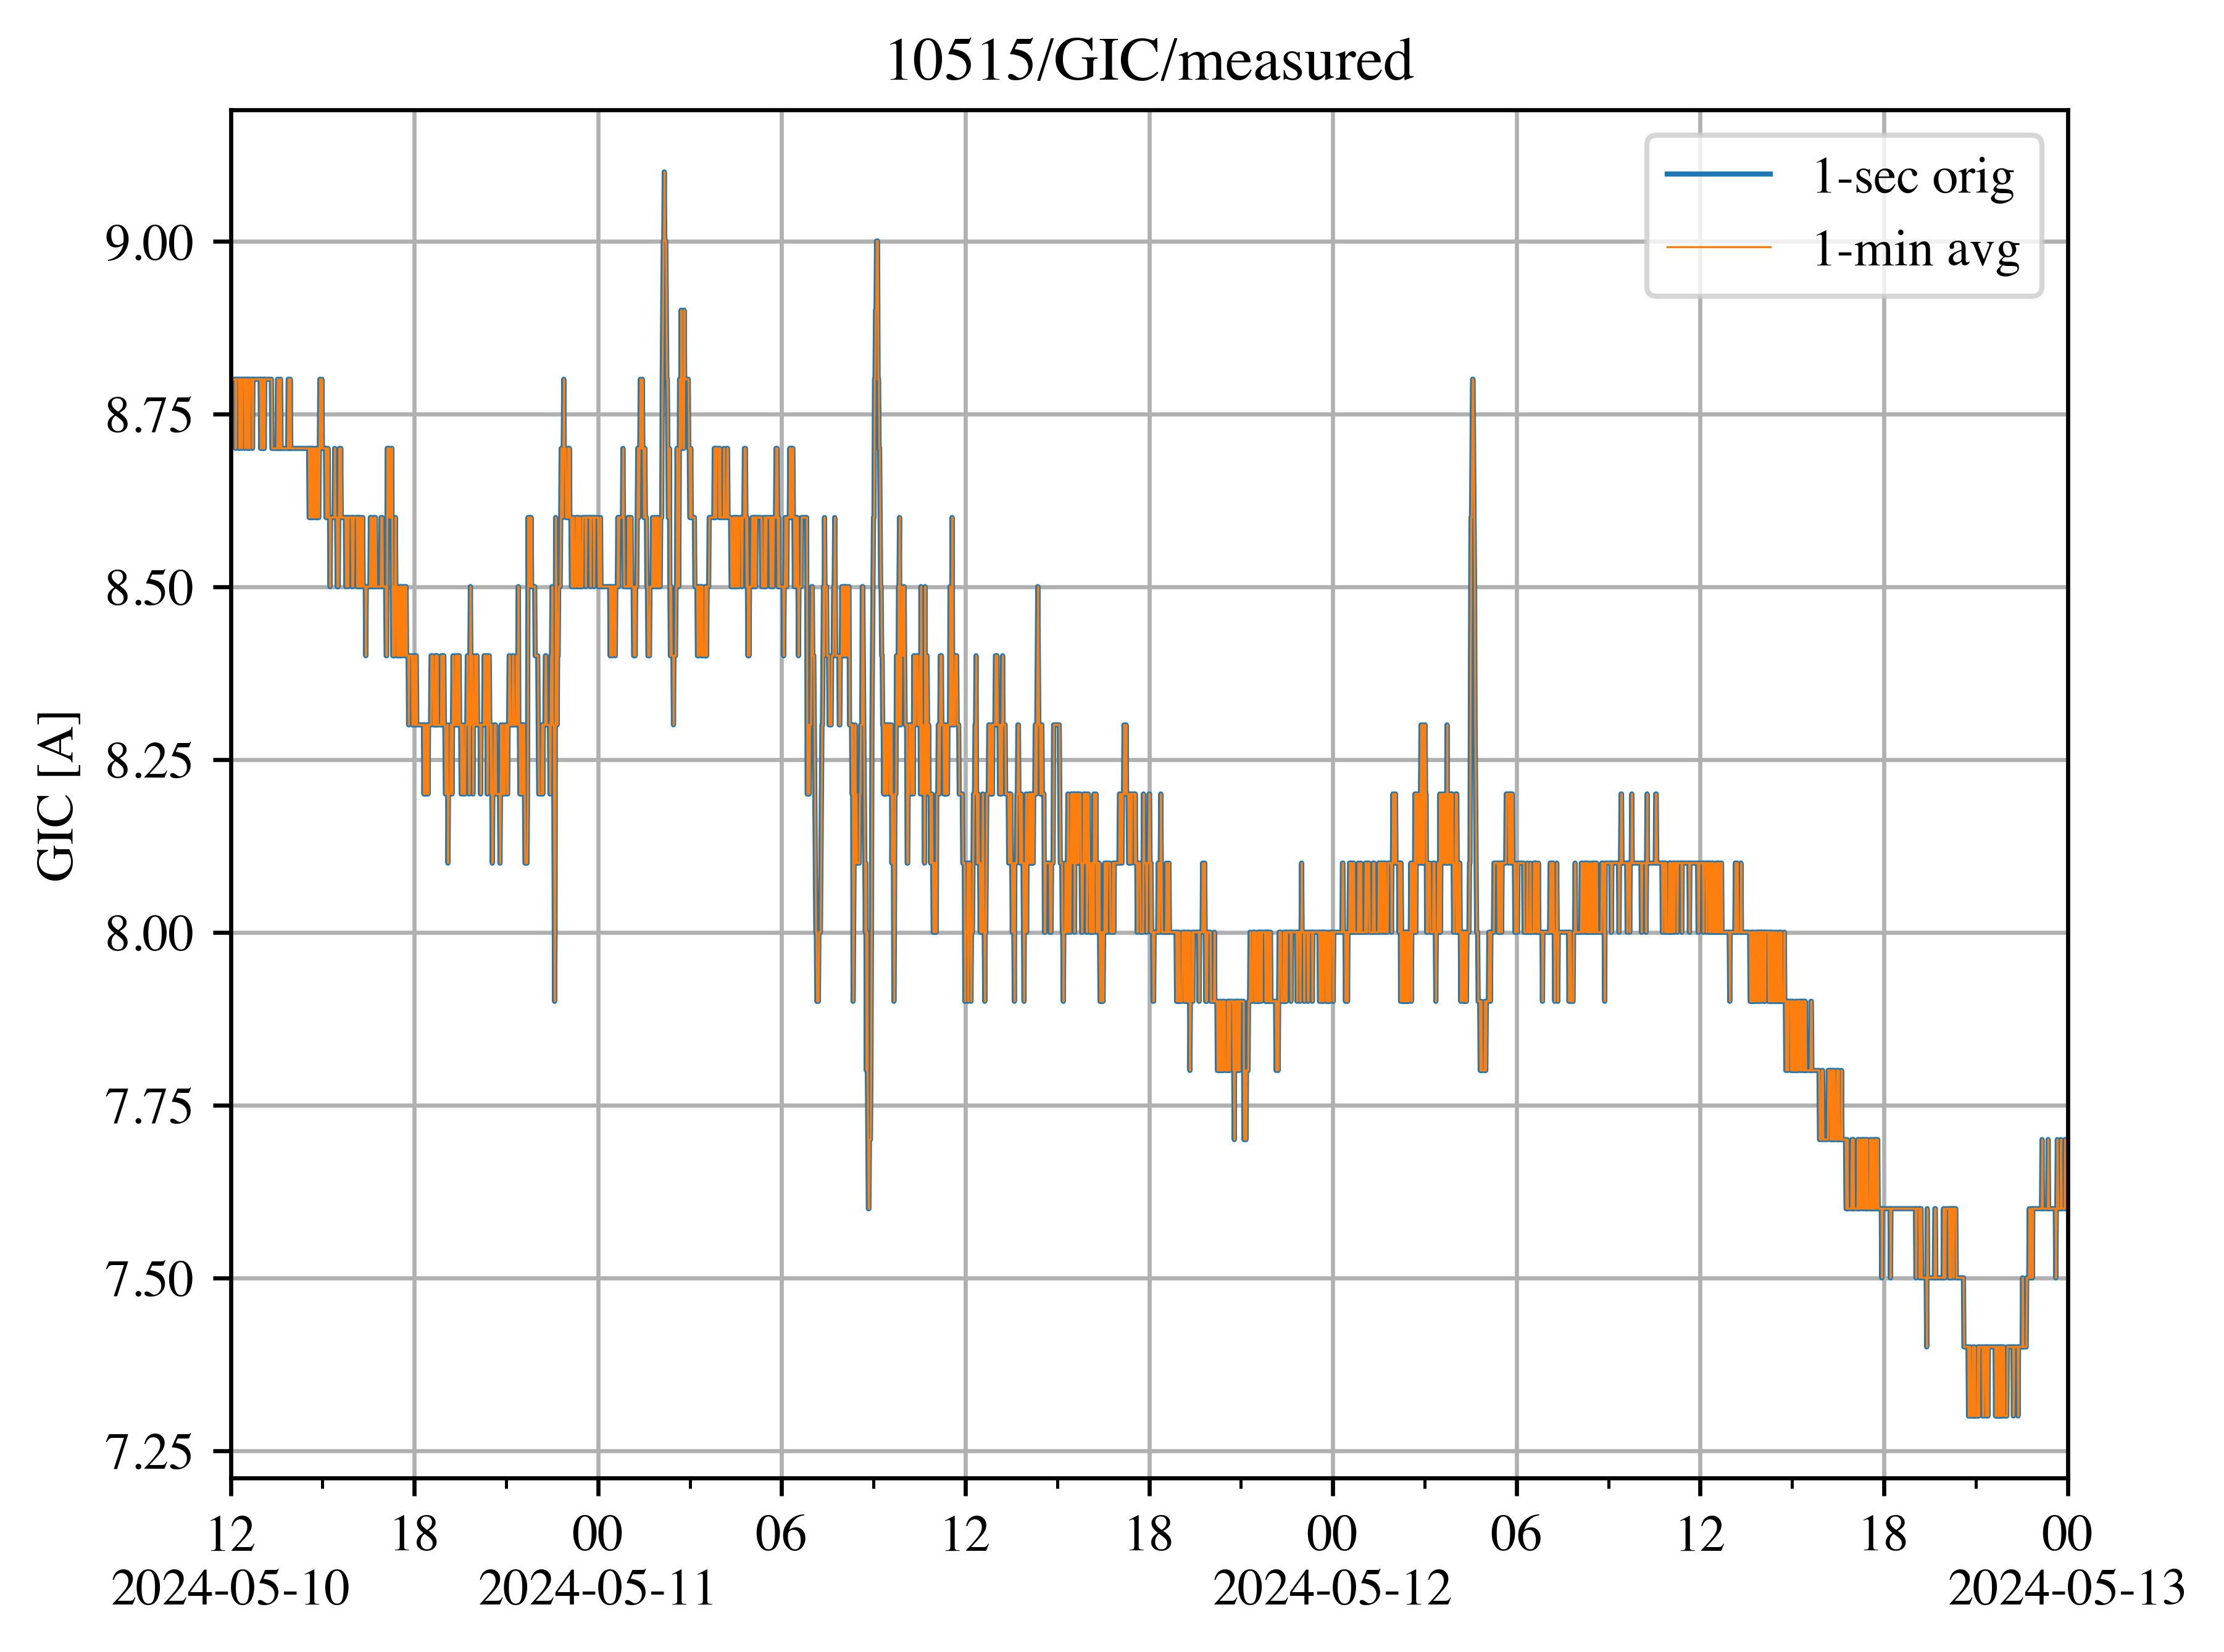 10515/GIC/measured
1-sec orig
1-min avg
GIC [A]
9.00
8.75
8.50
8.25
8.00
7.75
7.50
7.25
12 18 00 06 12 18 00 06 12 18 00
2024-05-10 2024-05-11 2024-05-12 2024-05-13